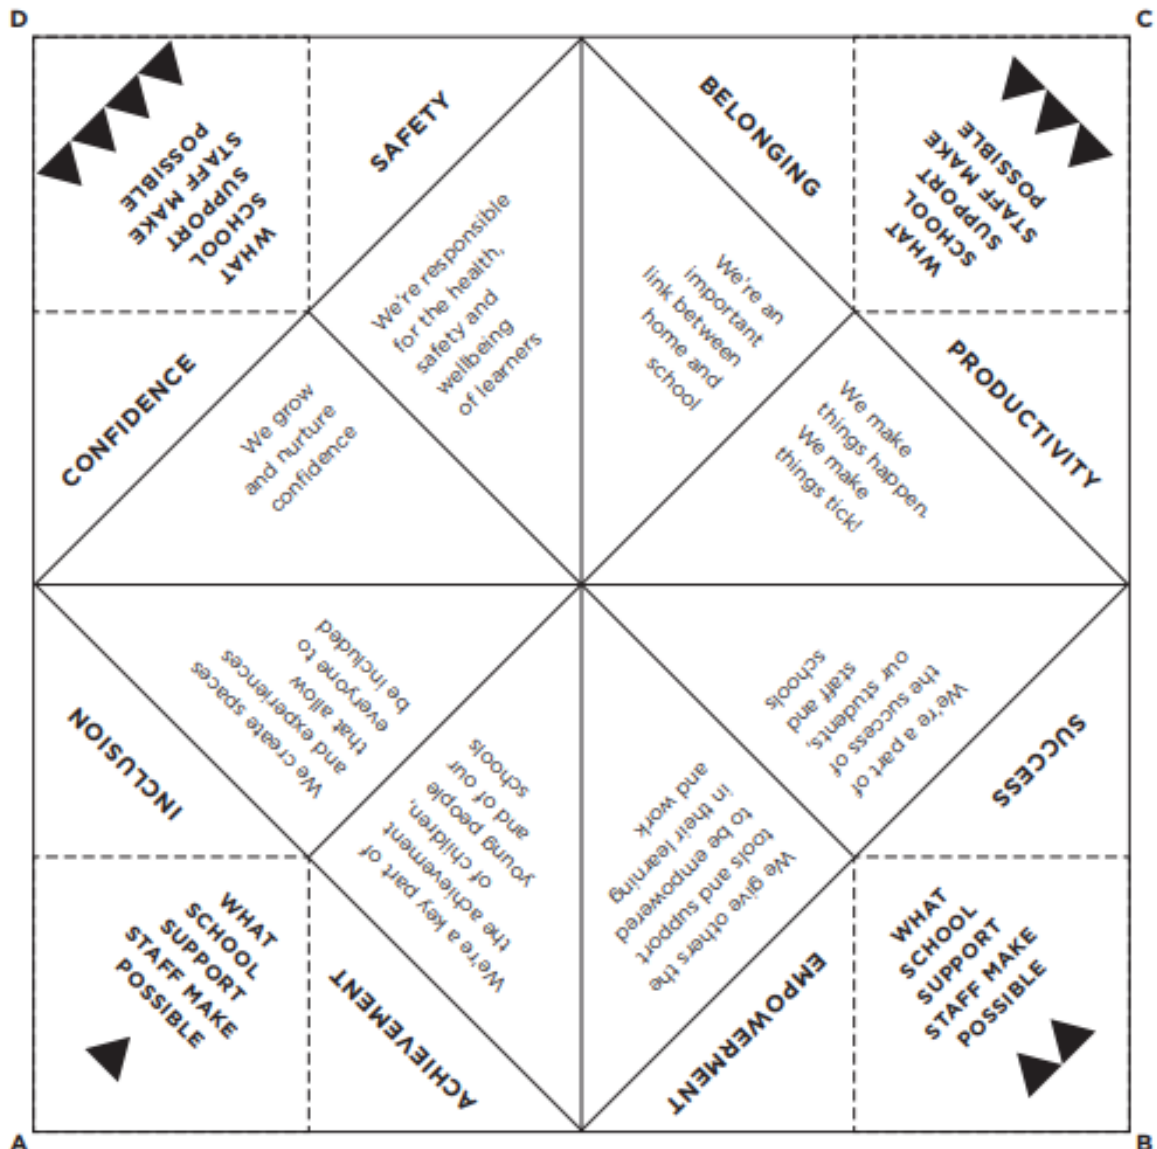 D
C
WHAT
SCHOOL
SUPPORT
STAFF MAKE
POSSIBLE
SAFETY
BELONGING
WHAT
SCHOOL
SUPPORT
STAFF MAKE
POSSIBLE
CONFIDENCE
We grow
and nurture
confidence
We're responsible
for the health,
safety and
wellbeing
of learners
We're an
important
link between
home and
school
We make
things happen.
We make
things tick!
PRODUCTIVITY
INCLUSION
We create spaces
and experiences
that allow
everyone to
be included
We're a key part of
the achievement
of children,
young people
and of our
schools
We give others the
tools and support
to be empowered
in their learning
and work
We're a part of
the success of
our students,
staff and
schools
SUCCESS
WHAT
SCHOOL
SUPPORT
STAFF MAKE
POSSIBLE
ACHIEVEMENT
EMPOWERMENT
WHAT
SCHOOL
SUPPORT
STAFF MAKE
POSSIBLE
A
B